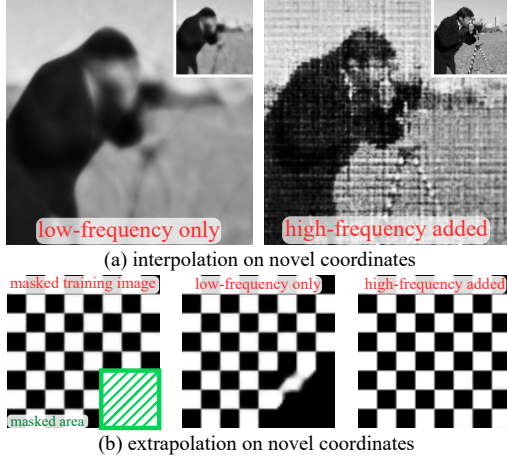 low-frequency only
high-frequency added
(a) interpolation on novel coordinates
masked training image
low-frequency only
high-frequency added
masked area
(b) extrapolation on novel coordinates